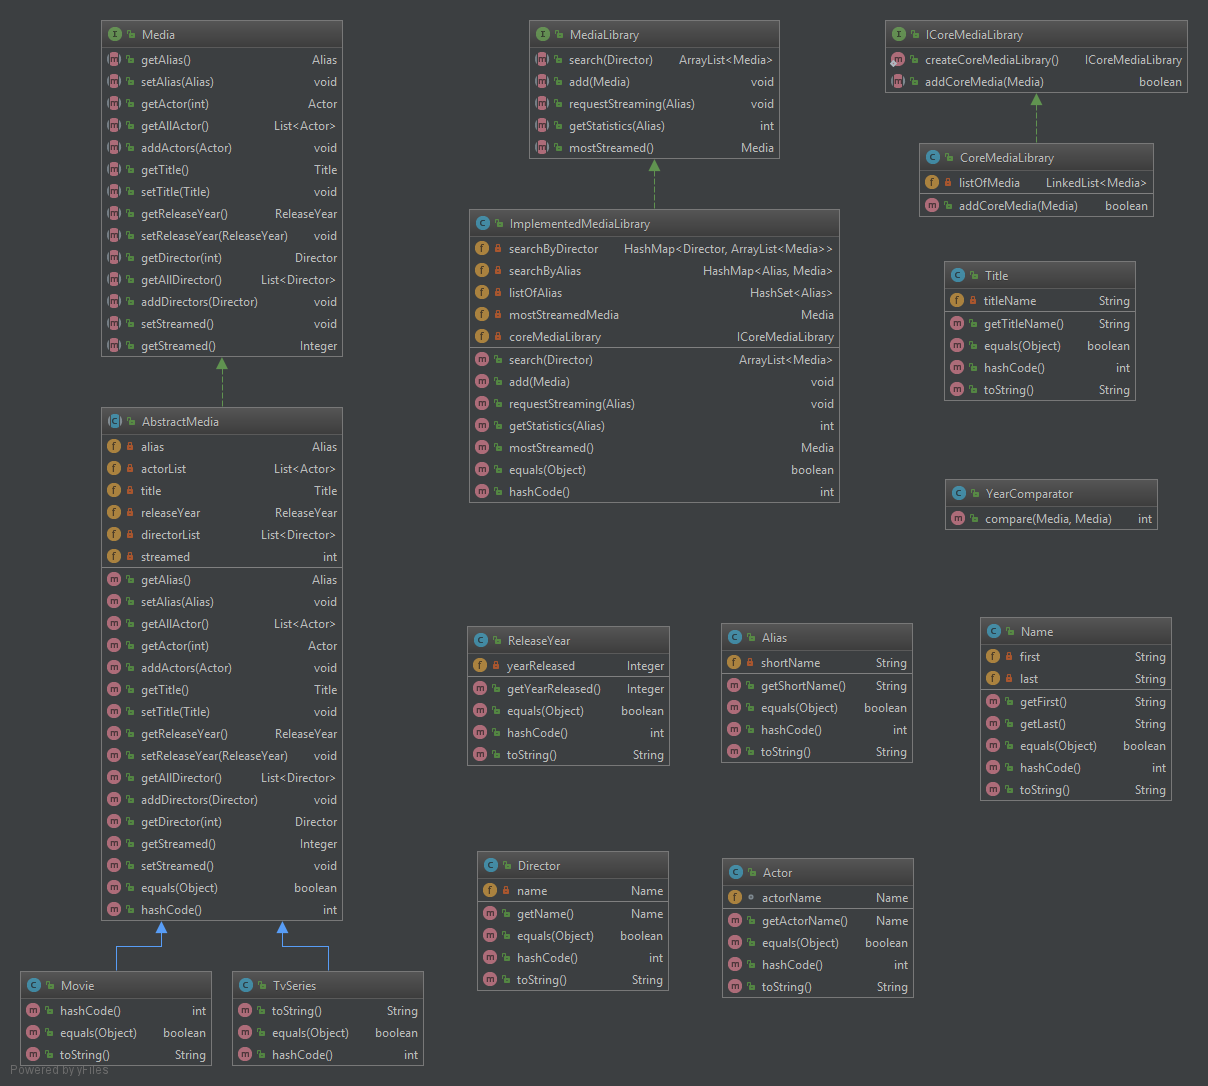 Media
getAlias() Alias
setAlias(Alias) void
getActor(int) Actor
getAllActor() List<Actor>
addActors(Actor) void
getTitle() Title
setTitle(Title) void
getReleaseYear() ReleaseYear
setReleaseYear(ReleaseYear) void
getDirector(int) Director
getAllDirector() List<Director>
addDirectors(Director) void
setStreamed() void
getStreamed() Integer
MediaLibrary
search(Director) ArrayList<Media>
add(Media) void
requestStreaming(Alias) void
getStatistics(Alias) int
mostStreamed() Media
ICoreMediaLibrary
createCoreMediaLibrary() ICoreMediaLibrary
addCoreMedia(Media) boolean
CoreMediaLibrary
listOfMedia LinkedList<Media>
addCoreMedia(Media) boolean
ImplementedMediaLibrary
searchByDirector HashMap<Director, ArrayList<Media>>
searchByAlias HashMap<Alias, Media>
listOfAlias HashSet<Alias>
mostStreamedMedia Media
coreMediaLibrary ICoreMediaLibrary
search(Director) ArrayList<Media>
add(Media) void
requestStreaming(Alias) void
getStatistics(Alias) int
mostStreamed() Media
equals(Object) boolean
hashCode() int
Title
titleName String
getTitleName() String
equals(Object) boolean
hashCode() int
toString() String
AbstractMedia
alias Alias
actorList List<Actor>
title Title
releaseYear ReleaseYear
directorList List<Director>
streamed int
getAlias() Alias
setAlias(Alias) void
getAllActor() List<Actor>
getActor(int) Actor
addActors(Actor) void
getTitle() Title
setTitle(Title) void
getReleaseYear() ReleaseYear
setReleaseYear(ReleaseYear) void
getAllDirector() List<Director>
addDirectors(Director) void
getDirector(int) Director
getStreamed() Integer
setStreamed() void
equals(Object) boolean
hashCode() int
YearComparator
compare(Media, Media) int
ReleaseYear
yearReleased Integer
getYearReleased() Integer
equals(Object) boolean
hashCode() int
toString() String
Alias
shortName String
getShortName() String
equals(Object) boolean
hashCode() int
toString() String
Name
first String
last String
getFirst() String
getLast() String
equals(Object) boolean
hashCode() int
toString() String
Director
name Name
getName() Name
equals(Object) boolean
hashCode() int
toString() String
Actor
actorName Name
getActorName() Name
equals(Object) boolean
hashCode() int
toString() String
Movie
hashCode() int
equals(Object) boolean
toString() String
TvSeries
toString() String
equals(Object) boolean
hashCode() int
Powered by yFiles